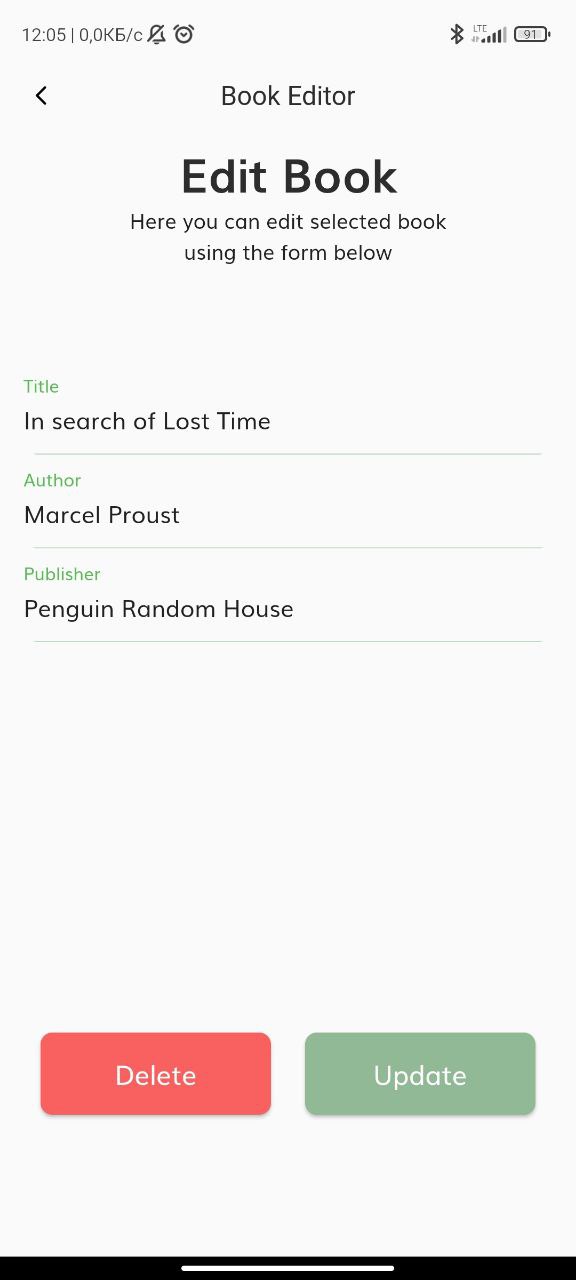 12:05 | 0,0КБ/с
LTE
91
Book Editor
Edit Book
Here you can edit selected book
using the form below
Title
In search of Lost Time
Author
Marcel Proust
Publisher
Penguin Random House
Delete
Update